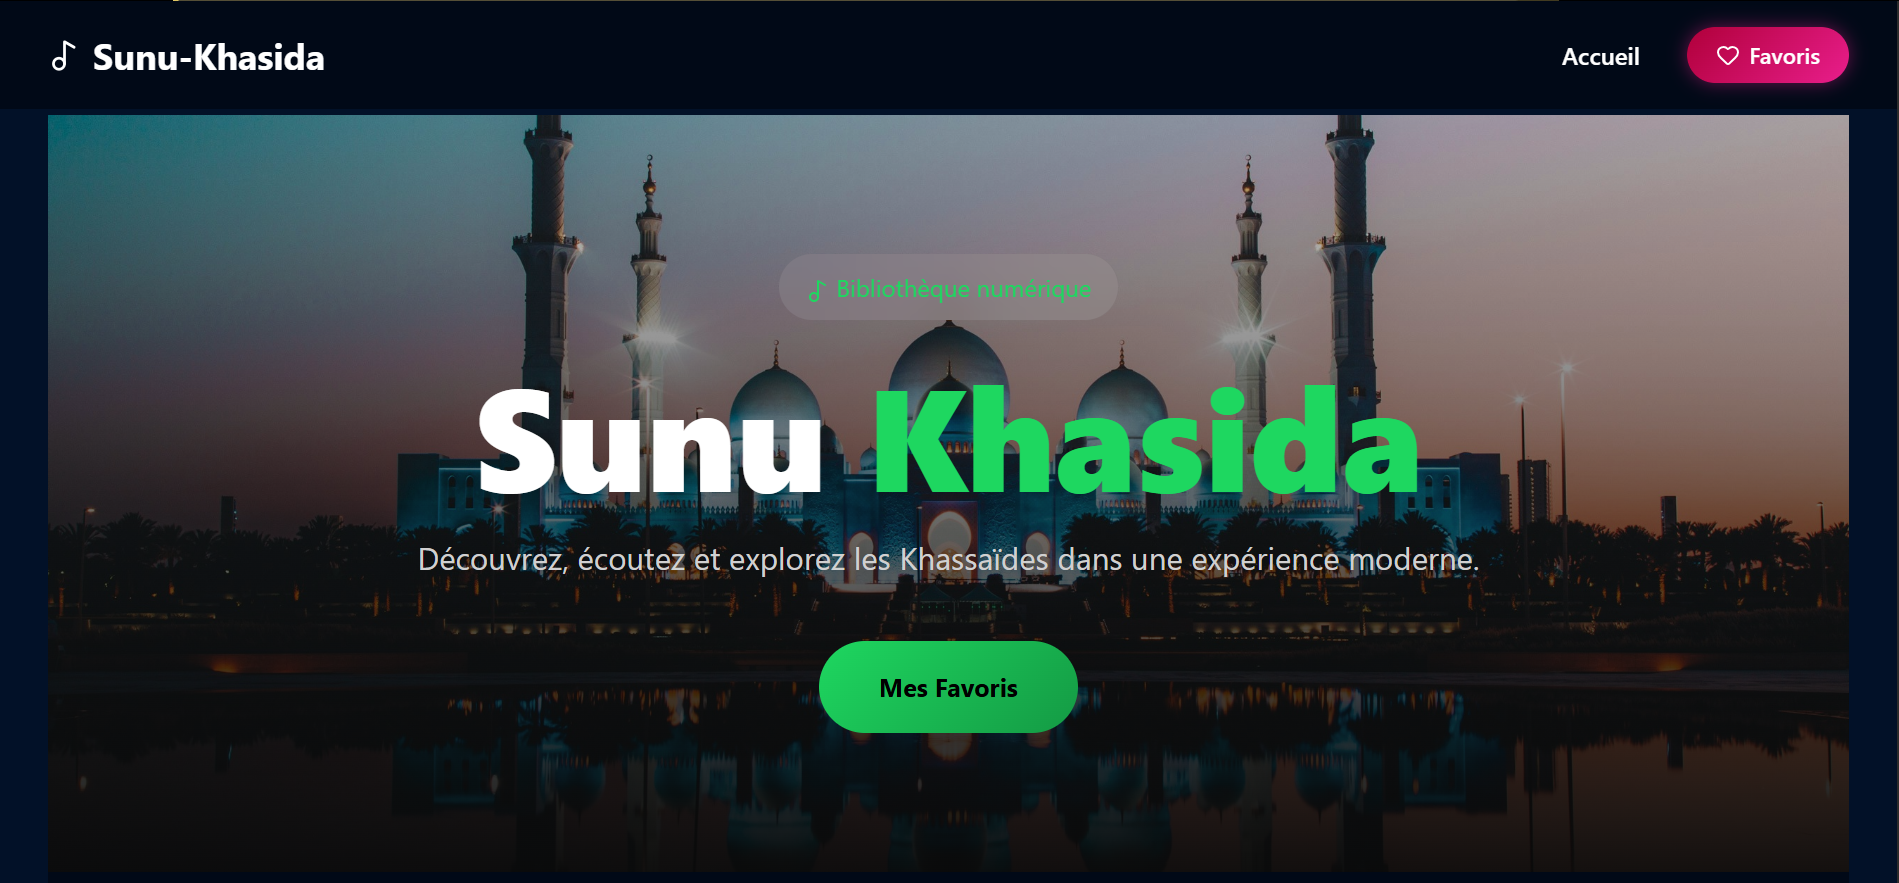 Sunu-Khasida
Accueil
Favoris
Bibliothèque numérique
Sunu Khasida
Découvrez, écoutez et explorez les Khassaïdes dans une expérience moderne.
Mes Favoris